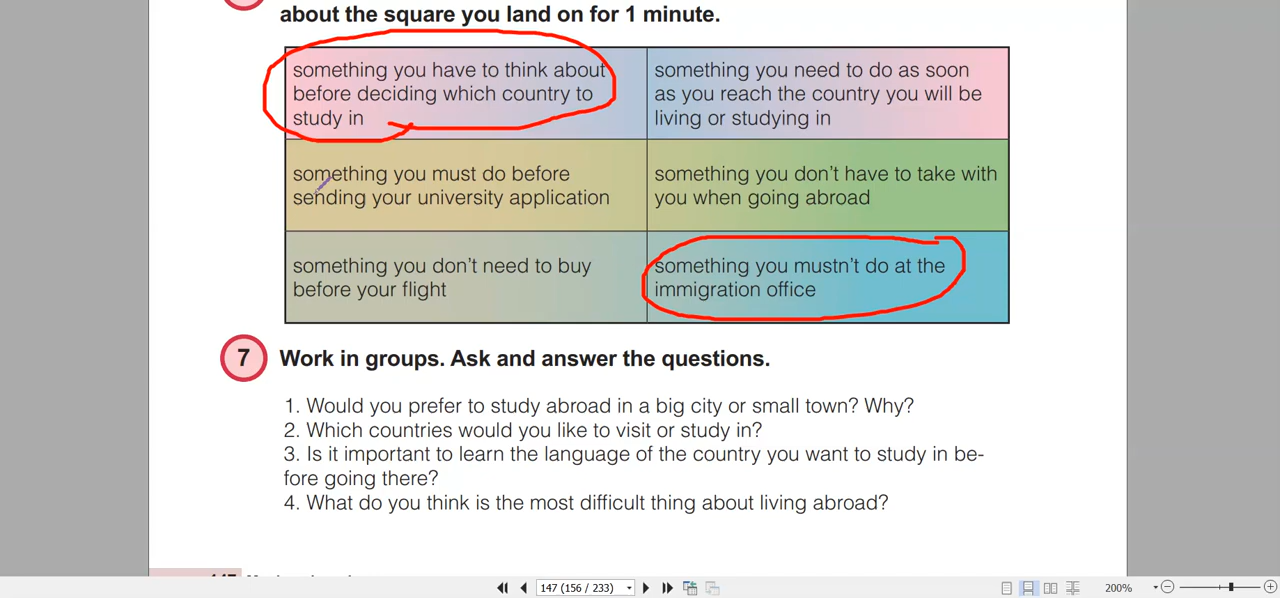 about the square you land on for 1 minute.
something you have to think about
before deciding which country to
study in
something you need to do as soon
as you reach the country you will be
living or studying in
something you must do before
sending your university application
something you don't have to take with
you when going abroad
something you don't need to buy
before your flight
something you mustn't do at the
immigration office
7 Work in groups. Ask and answer the questions.
1. Would you prefer to study abroad in a big city or small town? Why?
2. Which countries would you like to visit or study in?
3. Is it important to learn the language of the country you want to study in be-
fore going there?
4. What do you think is the most difficult thing about living abroad?
147 (156 / 233)
200%